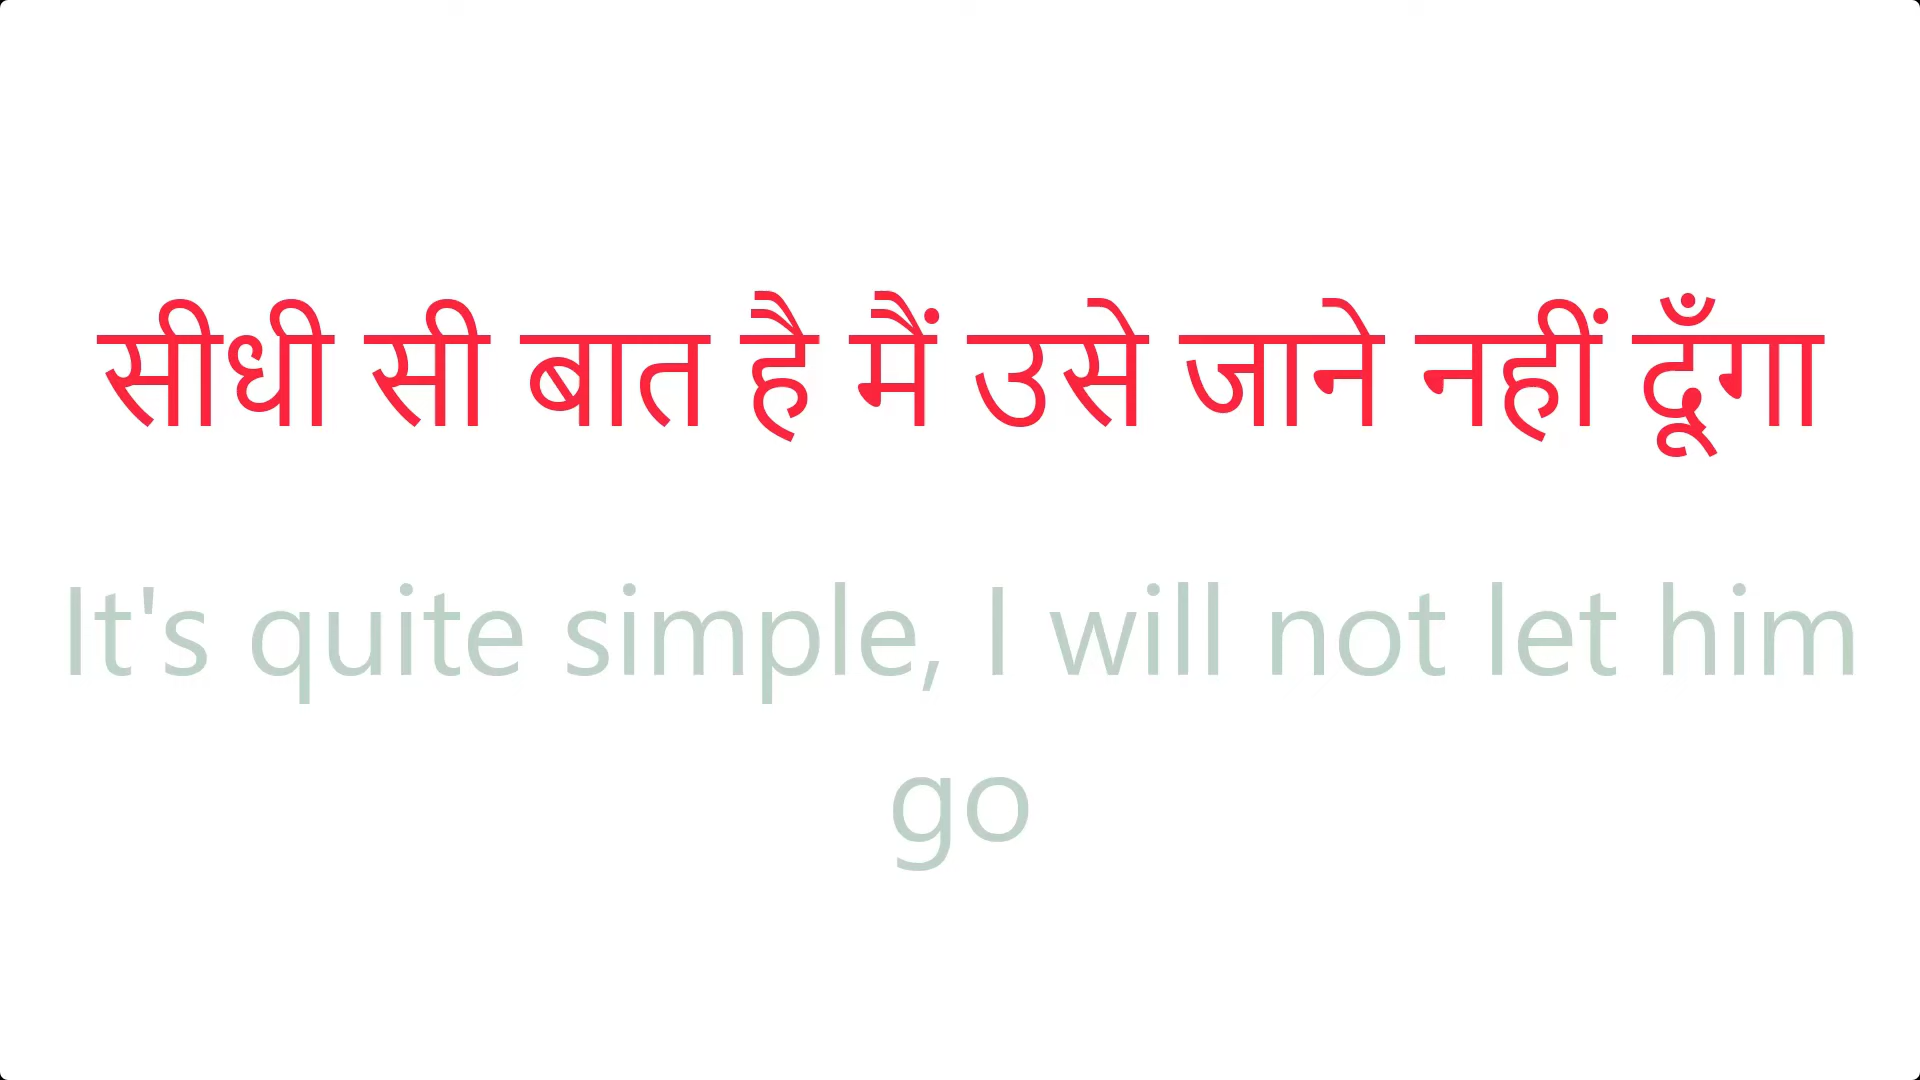 सीधी सी बात है मैं उसे जाने नहीं दूँगा
It's quite simple, I will not let him
go